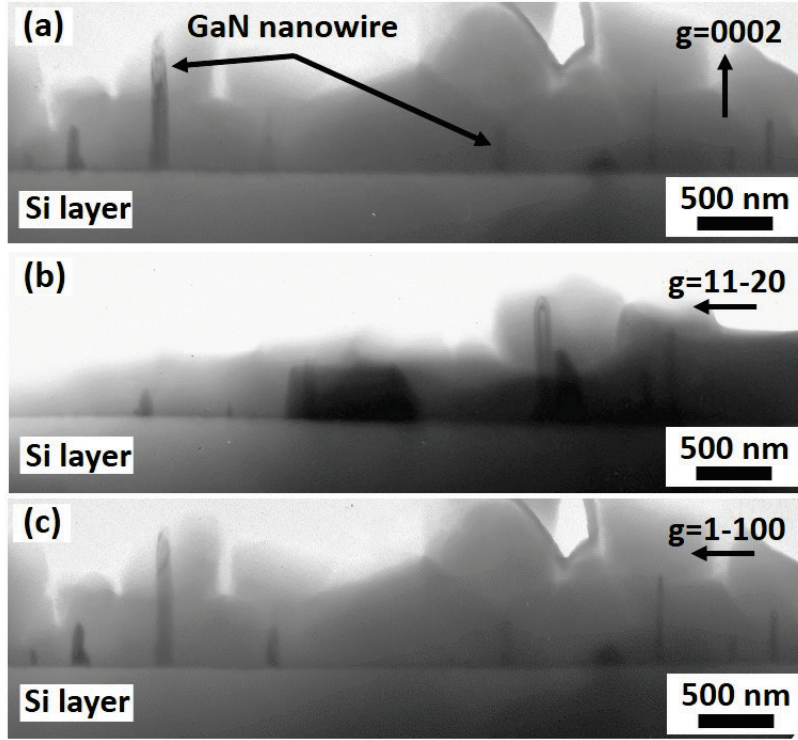 (a)
GaN nanowire
g=0002
Si layer
500 nm
(b)
g=11-20
Si layer
500 nm
(c)
g=1-100
Si layer
500 nm